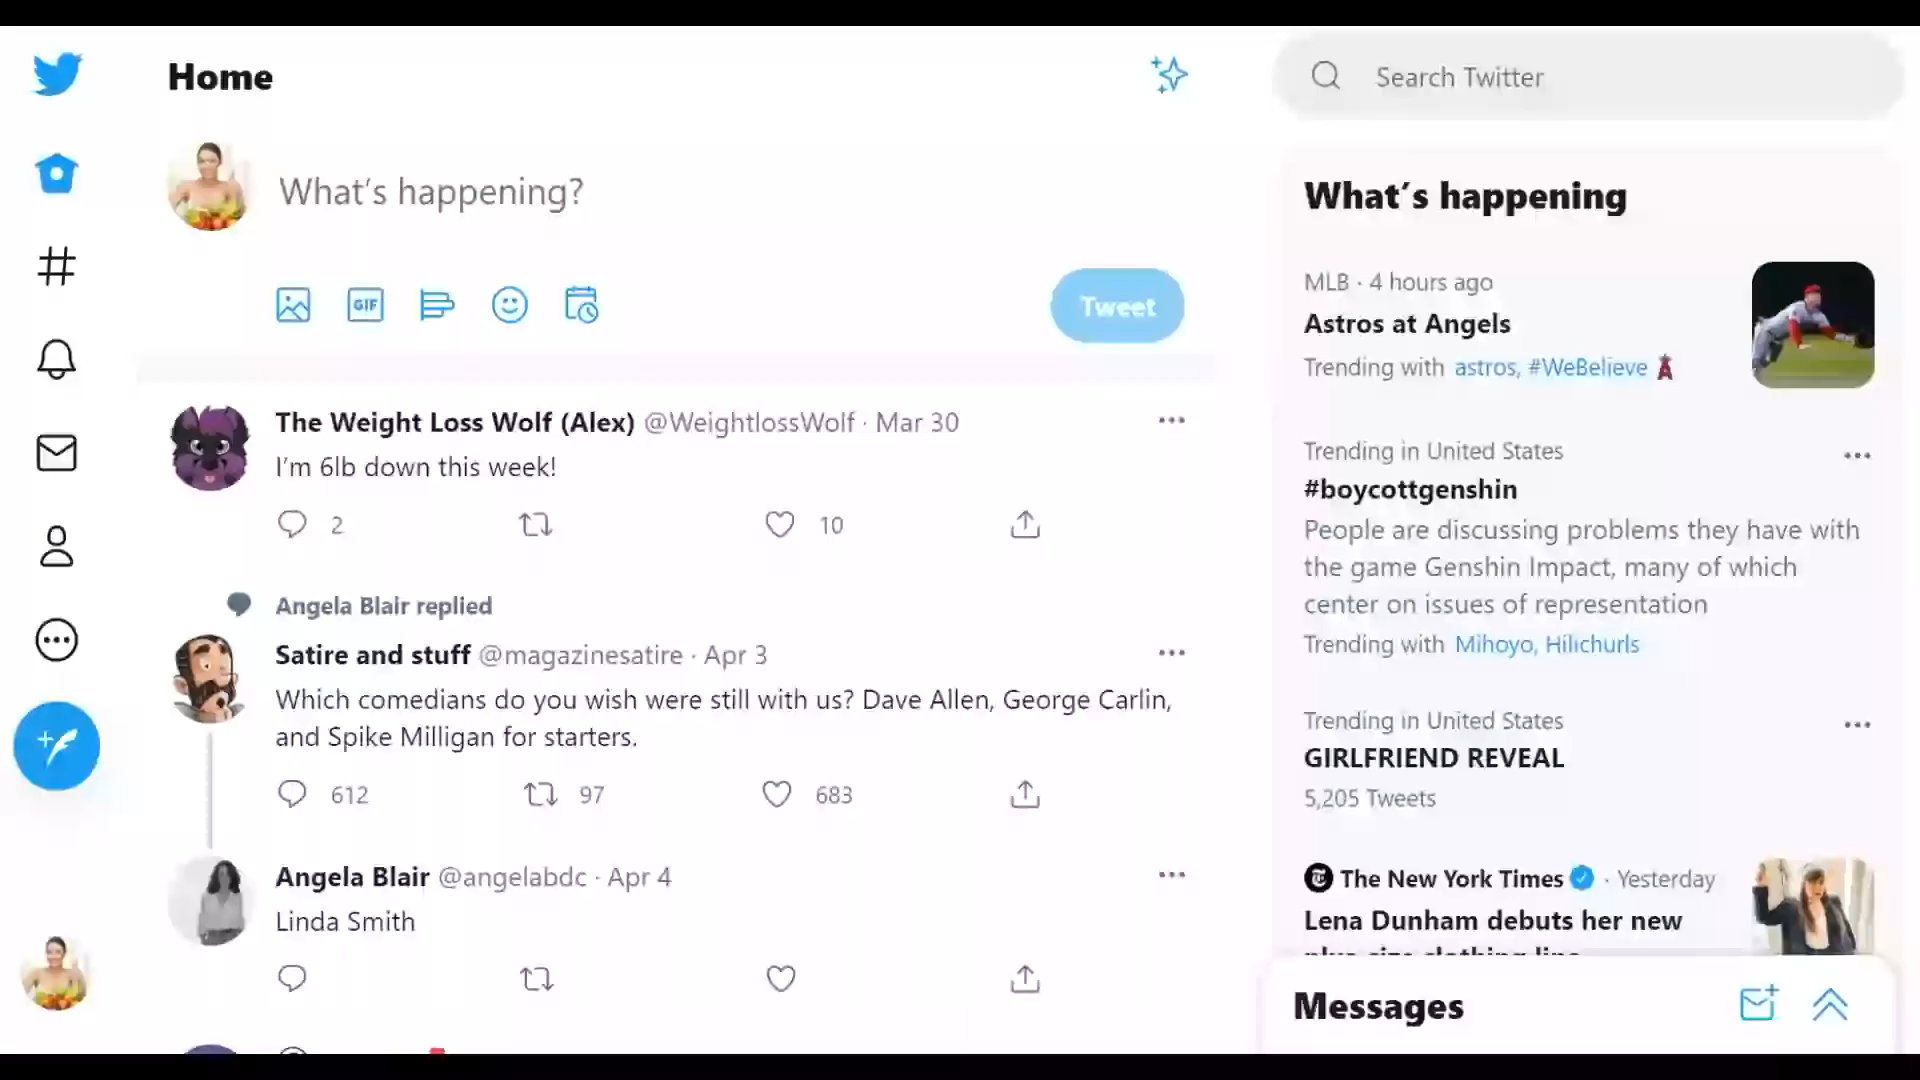 Home
Search Twitter
What's happening?
GIF
Tweet
The Weight Loss Wolf (Alex) @WeightlossWolf · Mar 30
I'm 6lb down this week!
2
10
Angela Blair replied
Satire and stuff @magazinesatire · Apr 3
Which comedians do you wish were still with us? Dave Allen, George Carlin,
and Spike Milligan for starters.
612
97
683
Angela Blair @angelabdc · Apr 4
Linda Smith
What's happening
MLB · 4 hours ago
Astros at Angels
Trending with astros, #WeBelieve
Trending in United States
#boycottgenshin
People are discussing problems they have with
the game Genshin Impact, many of which
center on issues of representation
Trending with Mihoyo, Hilichurls
Trending in United States
GIRLFRIEND REVEAL
5,205 Tweets
The New York Times · Yesterday
Lena Dunham debuts her new
plus-size clothing line
Messages